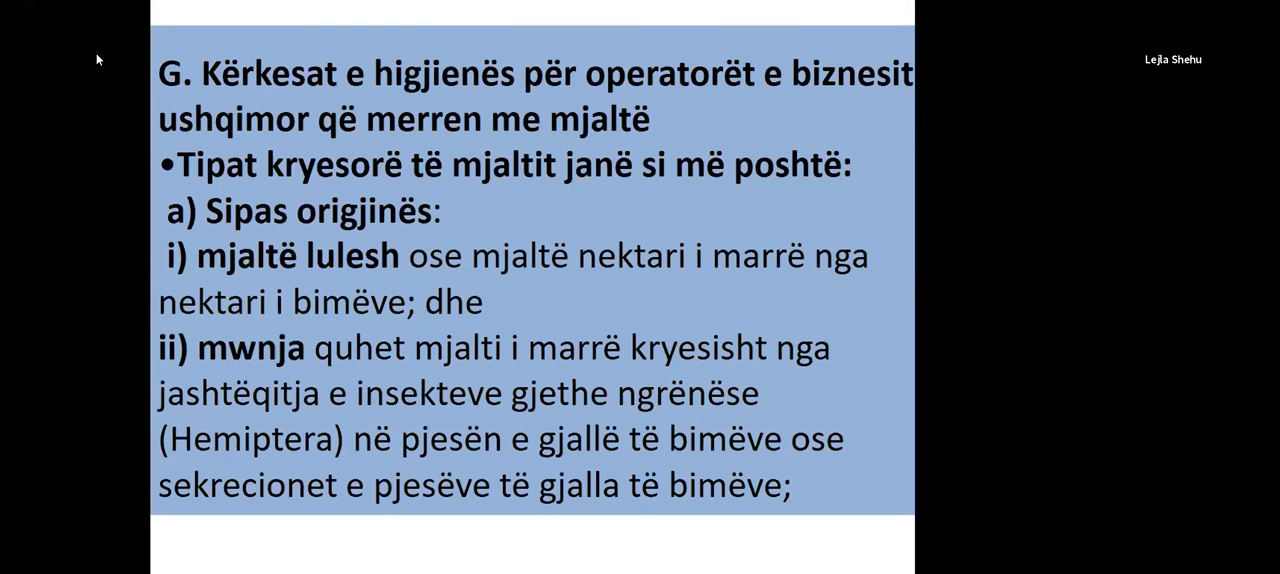 G. Kërkesat e higjienës për operatorët e biznesit
ushqimor që merren me mjaltë
•Tipat kryesorë të mjaltit janë si më poshtë:
a) Sipas origjinës:
i) mjaltë lulesh ose mjaltë nektari i marrë nga
nektari i bimëve; dhe
ii) mwnja quhet mjalti i marrë kryesisht nga
jashtëqitja e insekteve gjethe ngrënëse
(Hemiptera) në pjesën e gjallë të bimëve ose
sekrecionet e pjesëve të gjalla të bimëve;
Lejla Shehu